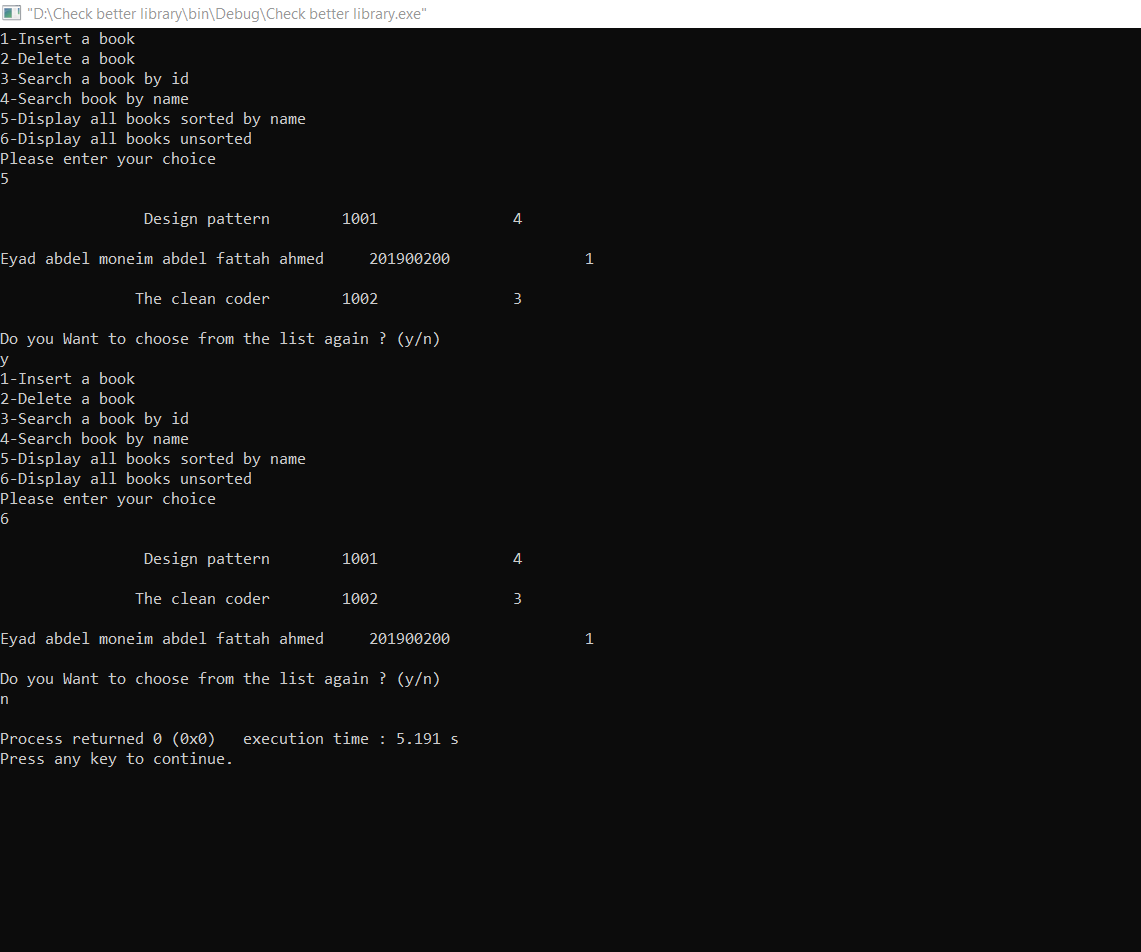 "D:\Check better library\bin\Debug\Check better library.exe"
1-Insert a book
2-Delete a book
3-Search a book by id
4-Search book by name
5-Display all books sorted by name
6-Display all books unsorted
Please enter your choice
5
Design pattern 1001 4
Eyad abdel moneim abdel fattah ahmed 201900200 1
The clean coder 1002 3
Do you Want to choose from the list again ? (y/n)
y
1-Insert a book
2-Delete a book
3-Search a book by id
4-Search book by name
5-Display all books sorted by name
6-Display all books unsorted
Please enter your choice
6
Design pattern 1001 4
The clean coder 1002 3
Eyad abdel moneim abdel fattah ahmed 201900200 1
Do you Want to choose from the list again ? (y/n)
n
Process returned 0 (0x0) execution time : 5.191 s
Press any key to continue.